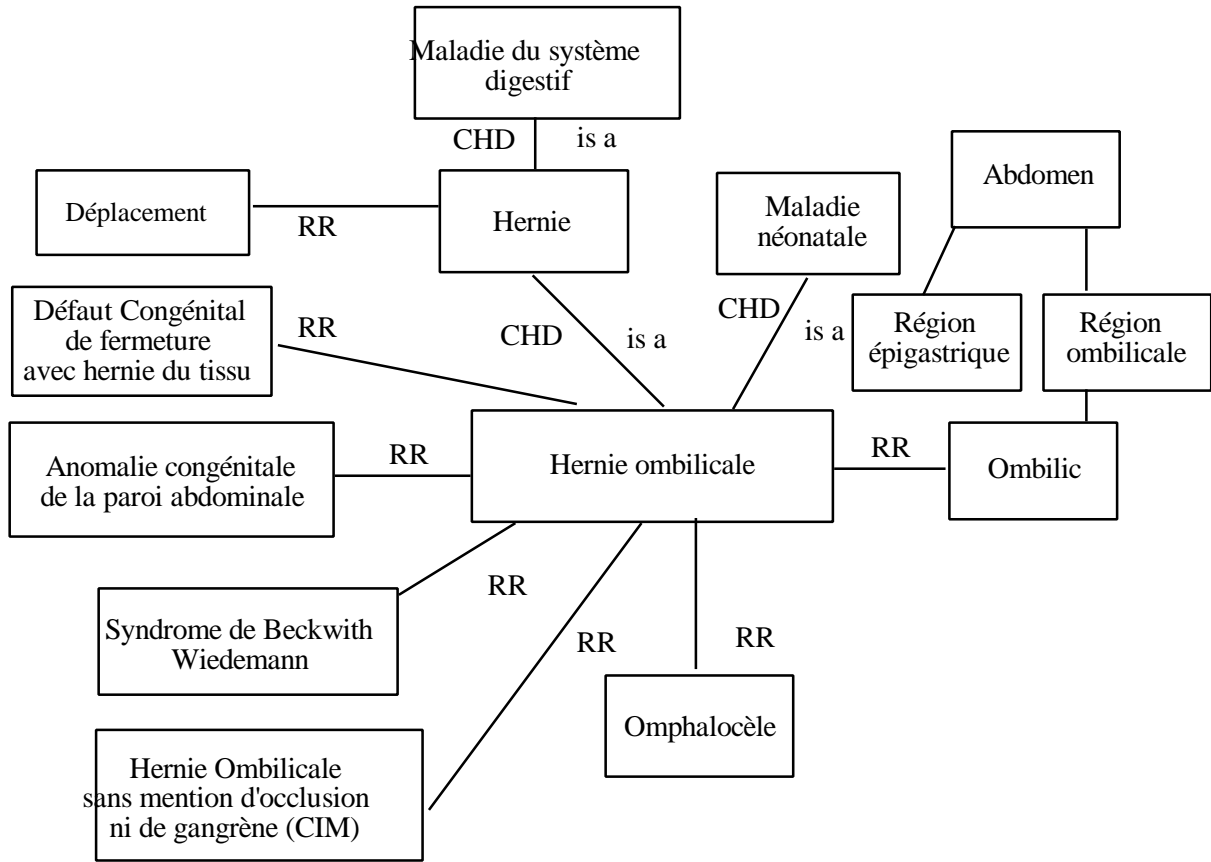 Maladie du système
digestif
CHD
is a
Abdomen
Déplacement
RR
Hernie
Maladie
néonatale
Défaut Congénital
de fermeture
avec hernie du tissu
RR
CHD
is a
CHD
is a
Région
épigastrique
Région
ombilicale
Anomalie congénitale
de la paroi abdominale
RR
Hernie ombilicale
RR
Ombilic
Syndrome de Beckwith
Wiedemann
RR
RR
RR
Omphalocèle
Hernie Ombilicale
sans mention d'occlusion
ni de gangrène (CIM)